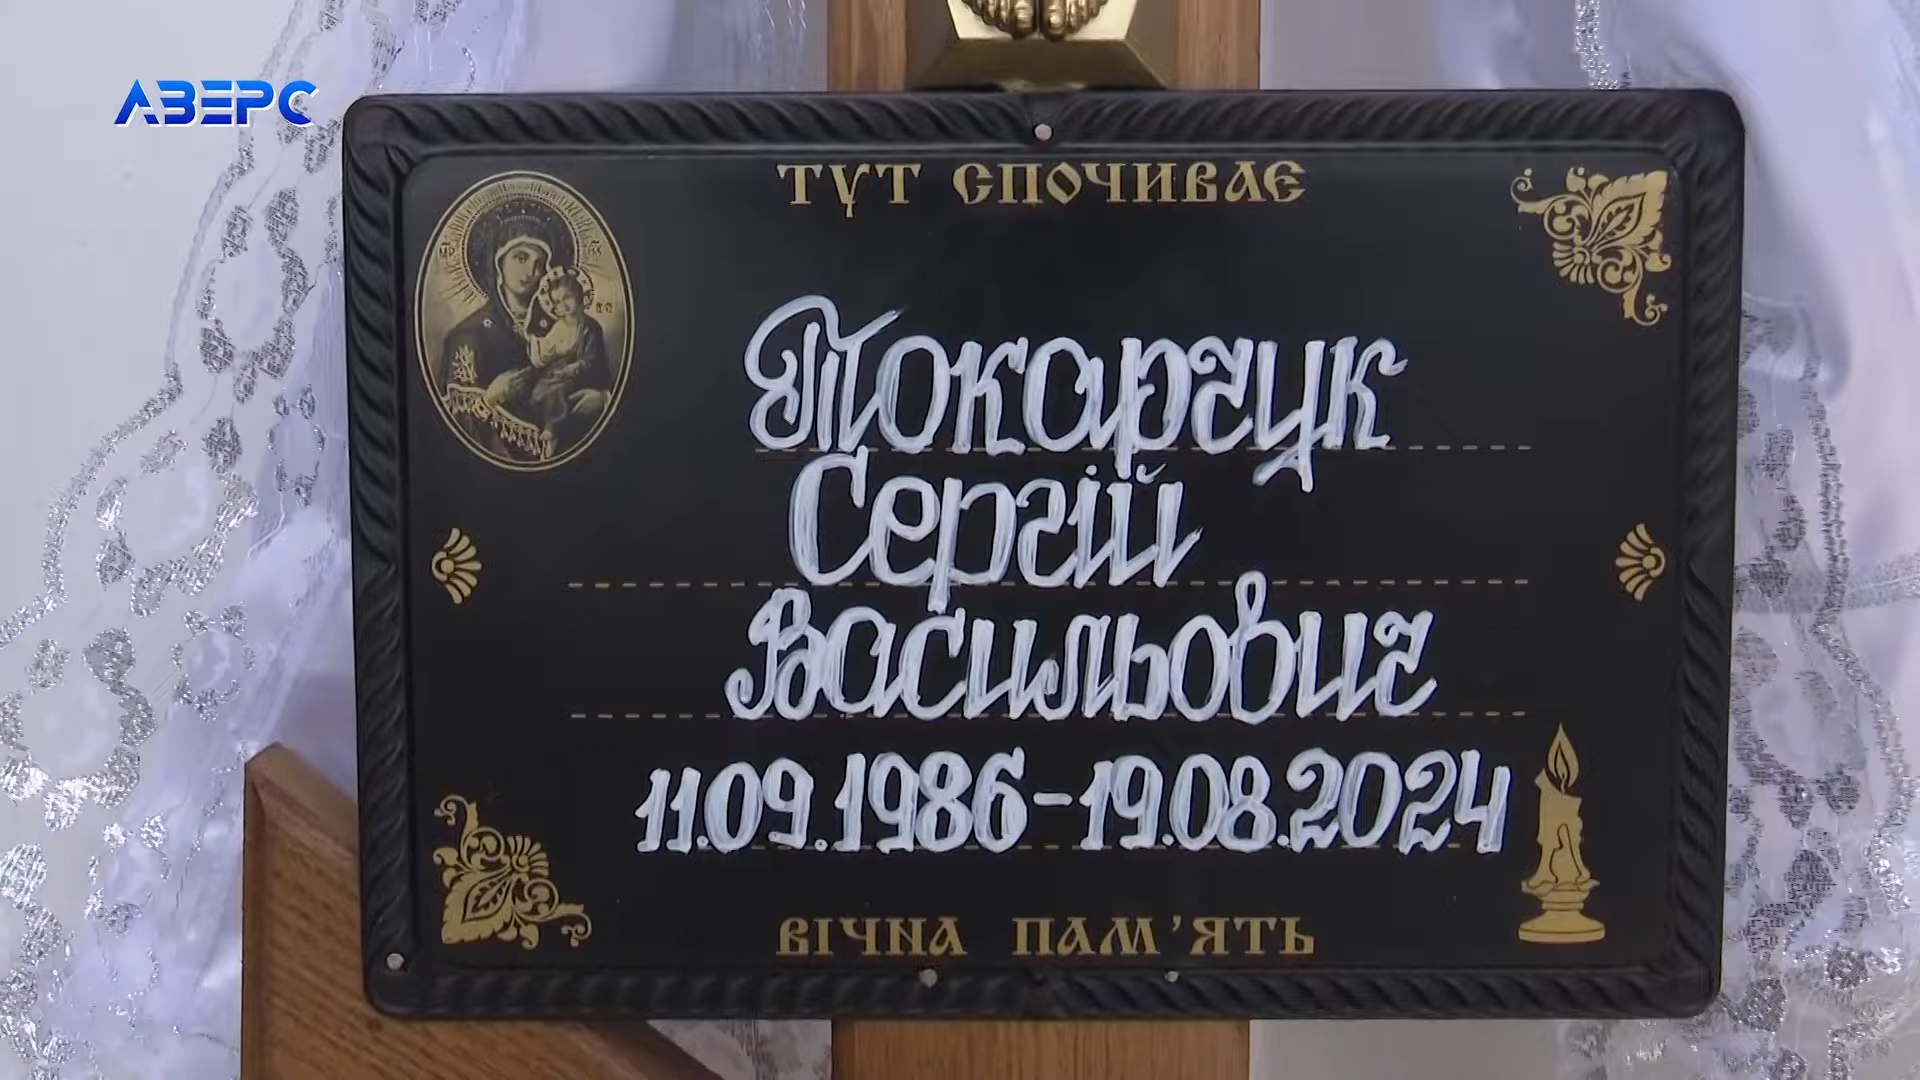 АВЕРС
ТУТ СПОЧИВАЄ
Токарчук
Сергій
Васильович
11.09.1986-19.08.2024
ВІЧНА ПАМ'ЯТЬ